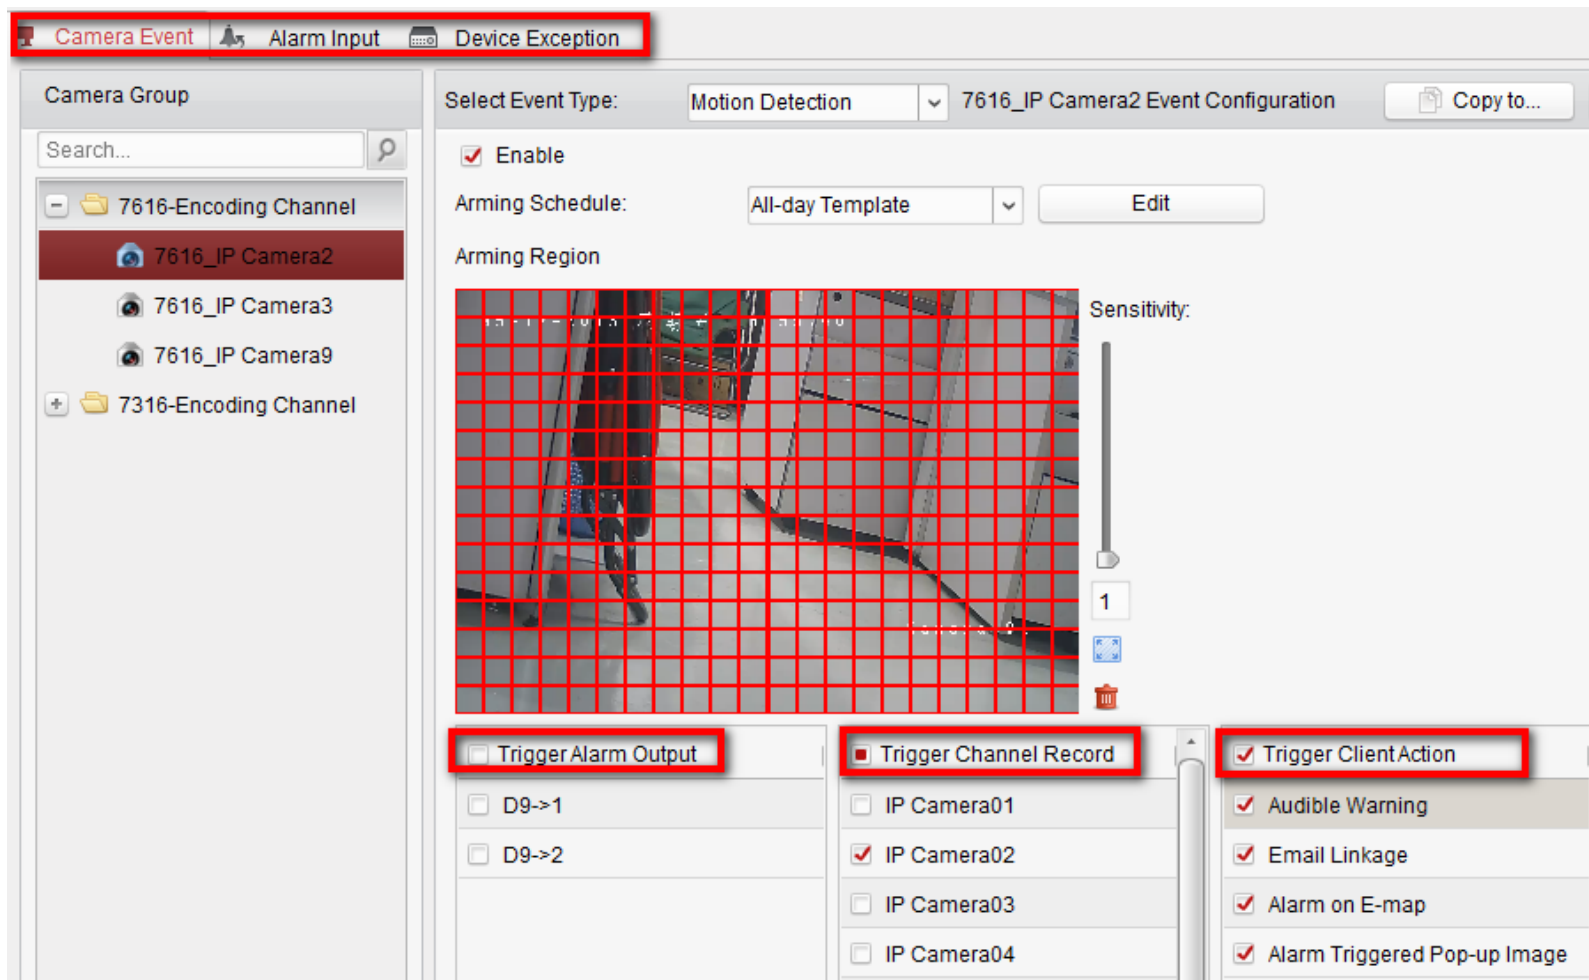 Camera Event Alarm Input Device Exception
Camera Group
Search...
7616-Encoding Channel
7616_IP Camera2
7616_IP Camera3
7616_IP Camera9
7316-Encoding Channel
Select Event Type: Motion Detection 7616_IP Camera2 Event Configuration Copy to...
Enable
Arming Schedule: All-day Template Edit
Arming Region
Sensitivity:
1
Trigger Alarm Output
D9->1
D9->2
Trigger Channel Record
IP Camera01
IP Camera02
IP Camera03
IP Camera04
Trigger Client Action
Audible Warning
Email Linkage
Alarm on E-map
Alarm Triggered Pop-up Image